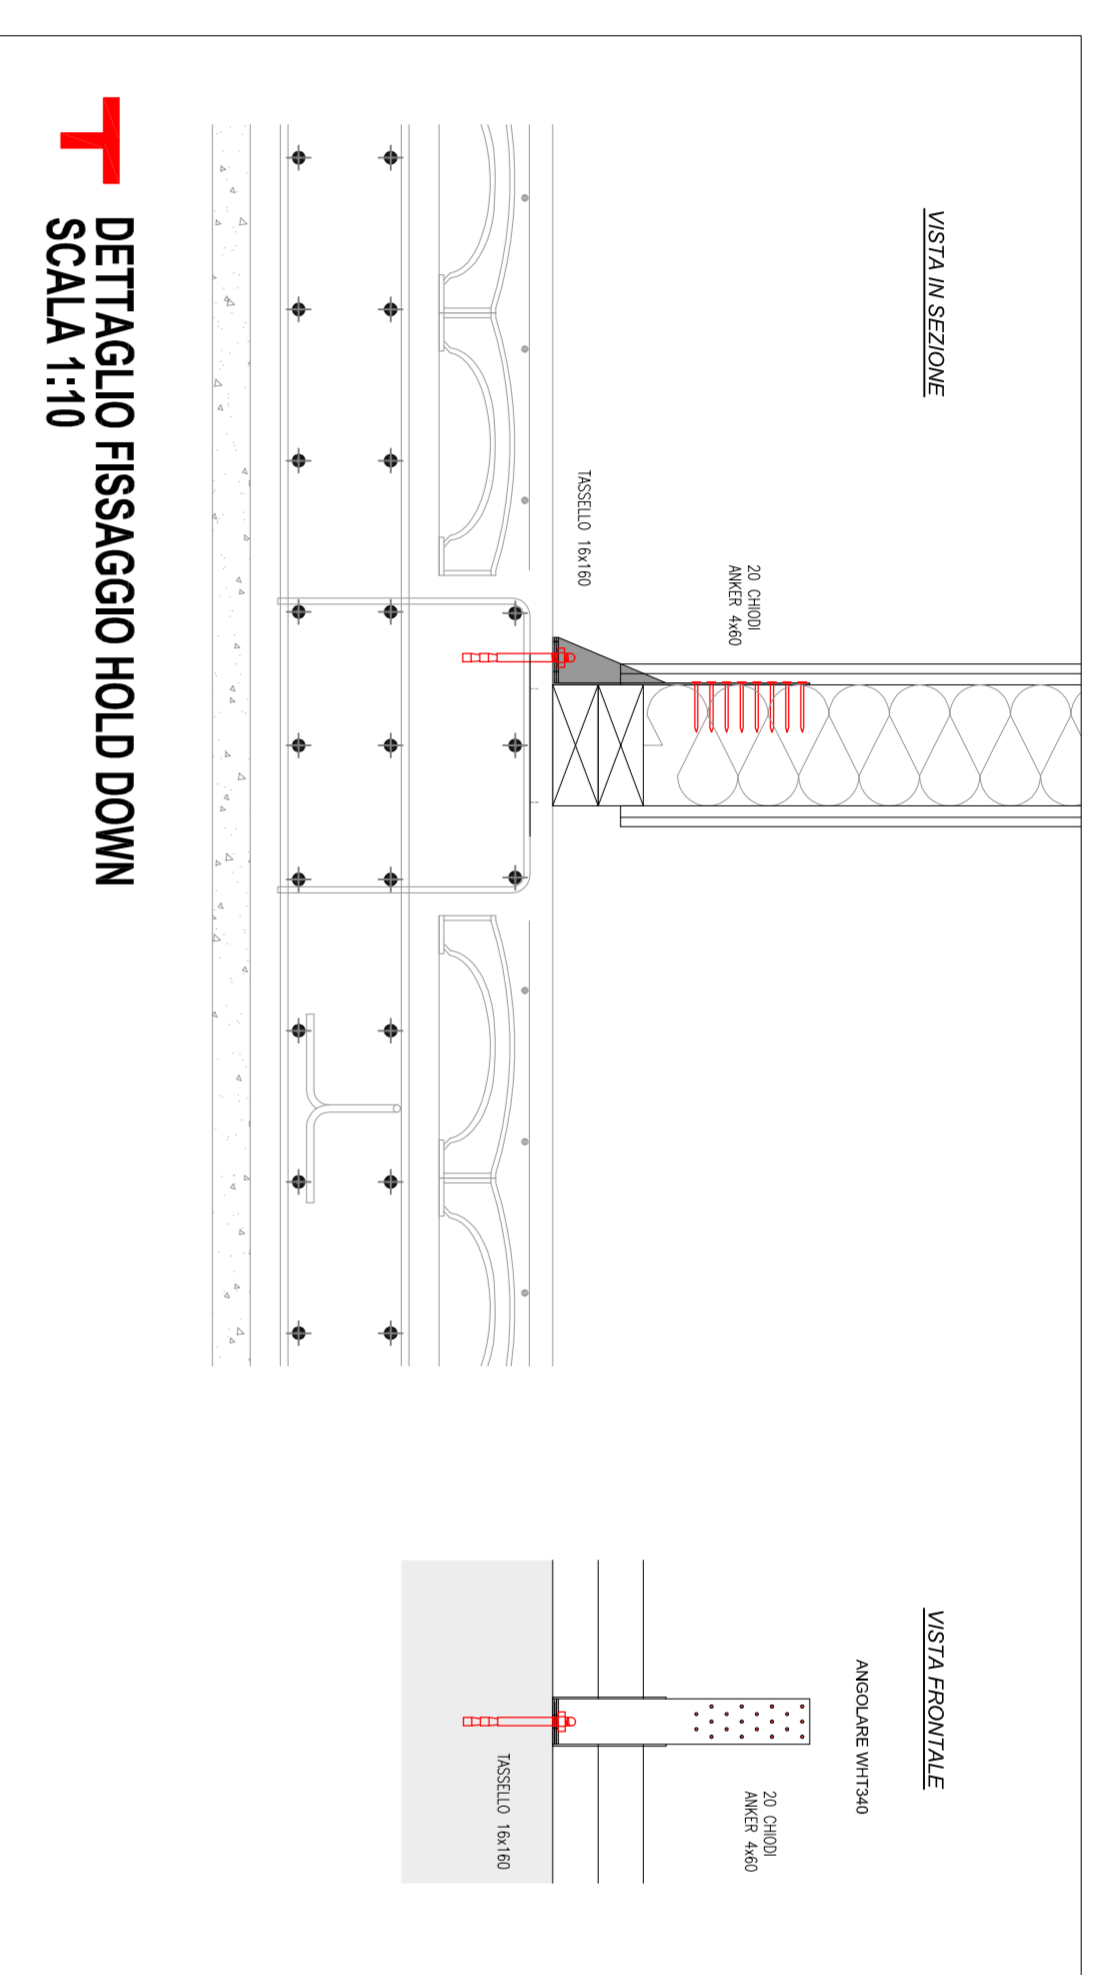 VISTA IN SEZIONE
20 CHIODI
ANKER 4x60
TASSELLO 16x160
VISTA FRONTALE
ANGOLARE WHT340
20 CHIODI
ANKER 4x60
TASSELLO 16x160
DETTAGLIO FISSAGGIO HOLD DOWN
SCALA 1:10